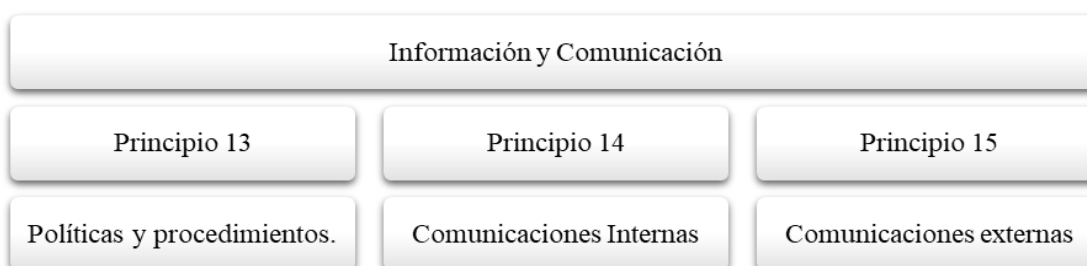 Información y Comunicación
Principio 13
Principio 14
Principio 15
Políticas y procedimientos.
Comunicaciones Internas
Comunicaciones externas